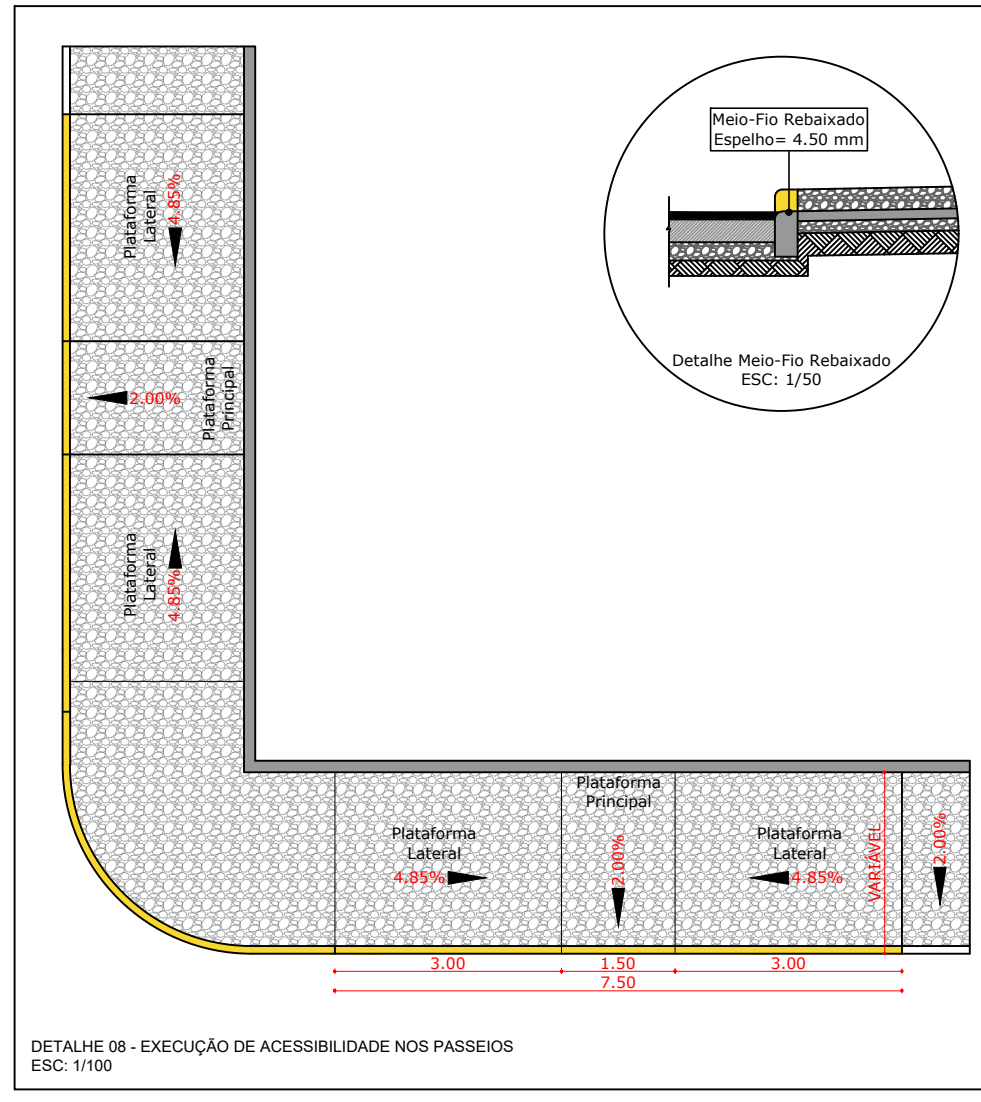 Meio-Fio Rebaixado
Espelho= 4.50 mm
Detalhe Meio-Fio Rebaixado
ESC: 1/50
Plataforma
Lateral
4.85%
2.00%
Plataforma
Principal
Plataforma
Lateral
4.85%
Plataforma
Lateral
4.85%
Plataforma
Principal
2.00%
Plataforma
Lateral
4.85%
VARIÁVEL
2.00%
3.00
1.50
3.00
7.50
DETALHE 08 - EXECUÇÃO DE ACESSIBILIDADE NOS PASSEIOS
ESC: 1/100